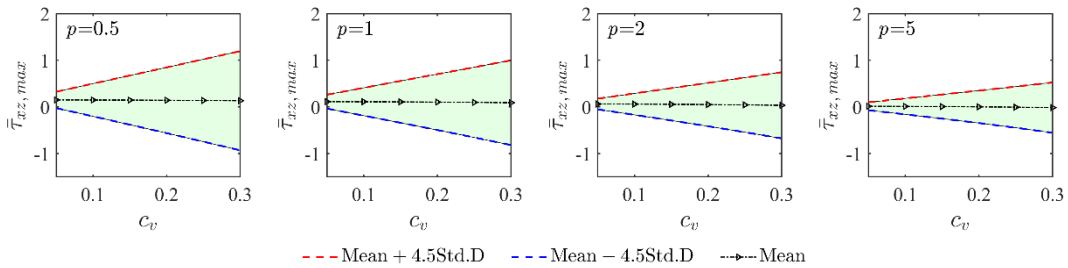 p=0.5
2
1
0
-1
τ̄xz, max
0.1
0.2
0.3
cv
p=1
2
1
0
-1
τ̄xz, max
0.1
0.2
0.3
cv
p=2
2
1
0
-1
τ̄xz, max
0.1
0.2
0.3
cv
p=5
2
1
0
-1
τ̄xz, max
0.1
0.2
0.3
cv
Mean + 4.5Std.D Mean − 4.5Std.D Mean